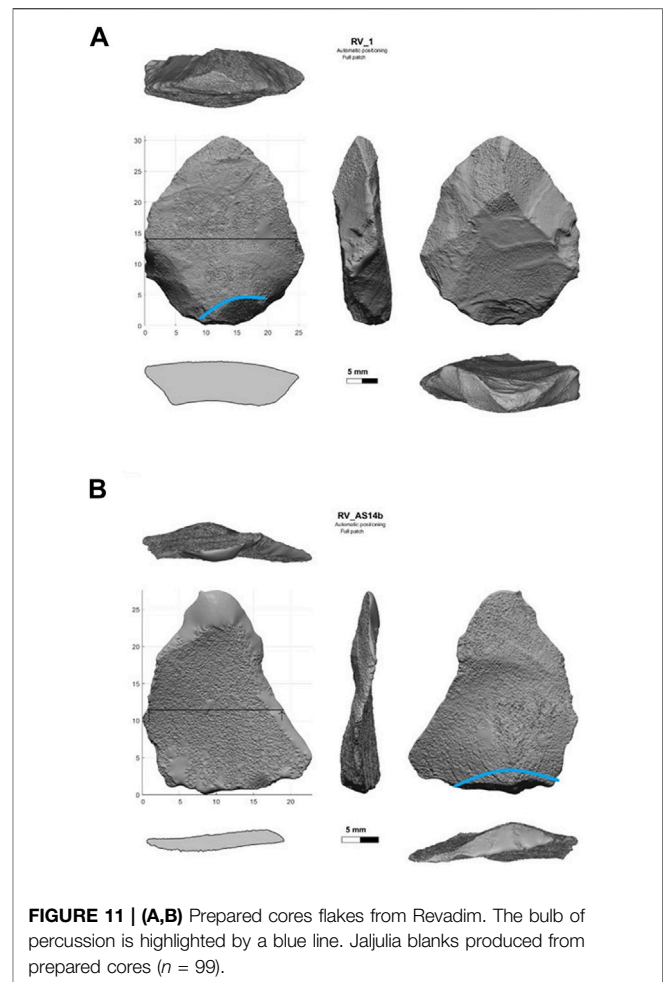 A
RV_1
Automatic positioning
Full patch
30
25
20
15
10
5
0
0 5 10 15 20 25
5 mm
B
RV_AS14b
Automatic positioning
Full patch
25
20
15
10
5
0
0 5 10 15 20
5 mm
FIGURE 11 | (A,B) Prepared cores flakes from Revadim. The bulb of
percussion is highlighted by a blue line. Jaljulia blanks produced from
prepared cores (n = 99).